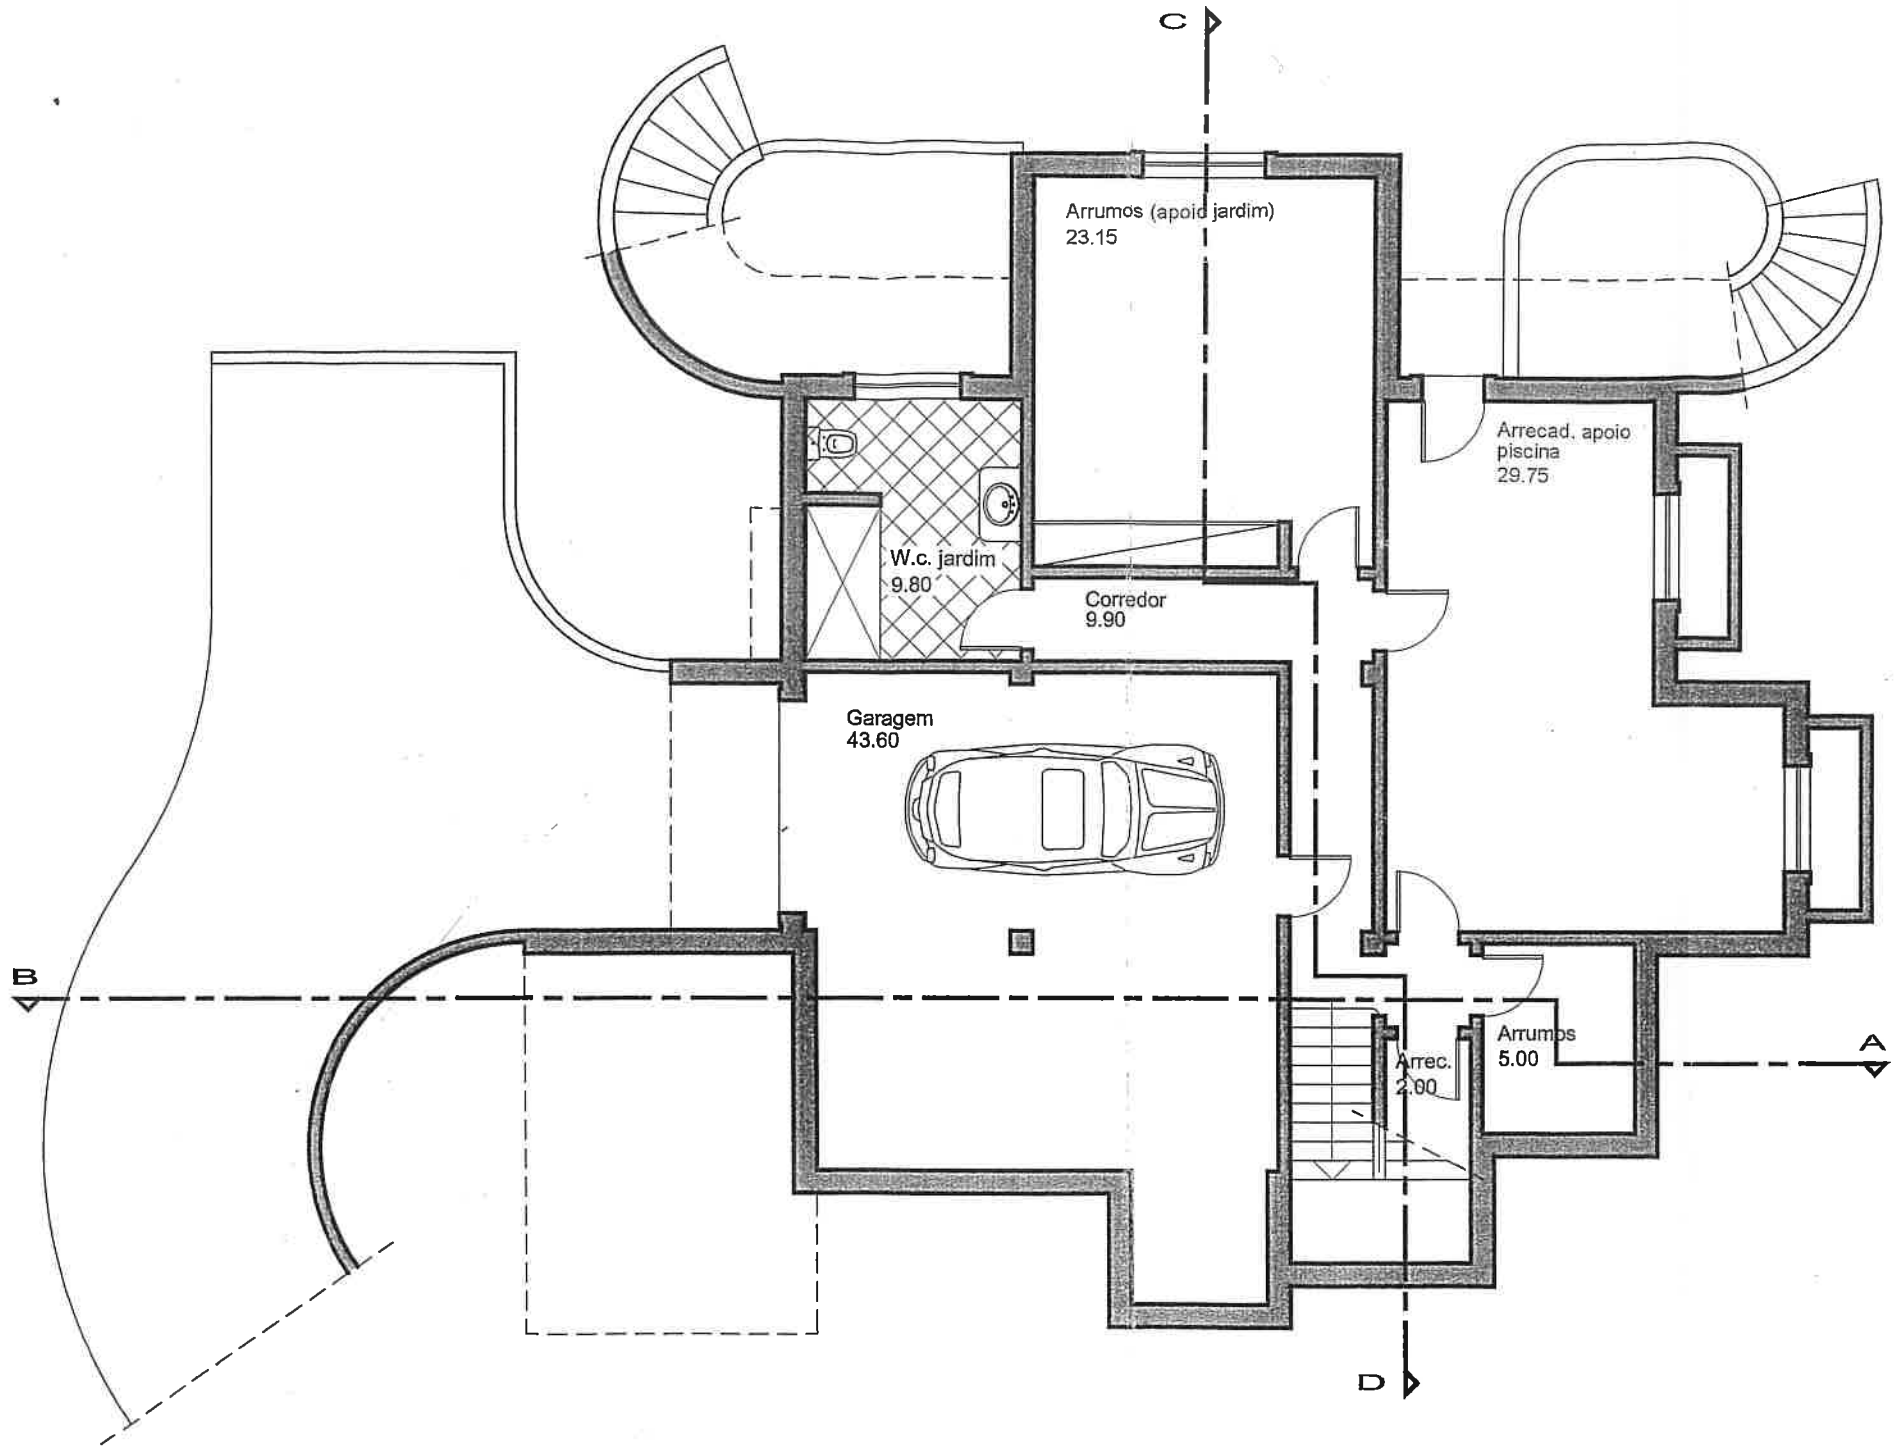 C
Arrumos (apoio jardim)
23.15
Arrecad. apoio
piscina
29.75
W.c. jardim
9.80
Corredor
9.90
Garagem
43.60
B
Arrumos
5.00
A
Arrec.
2.00
D